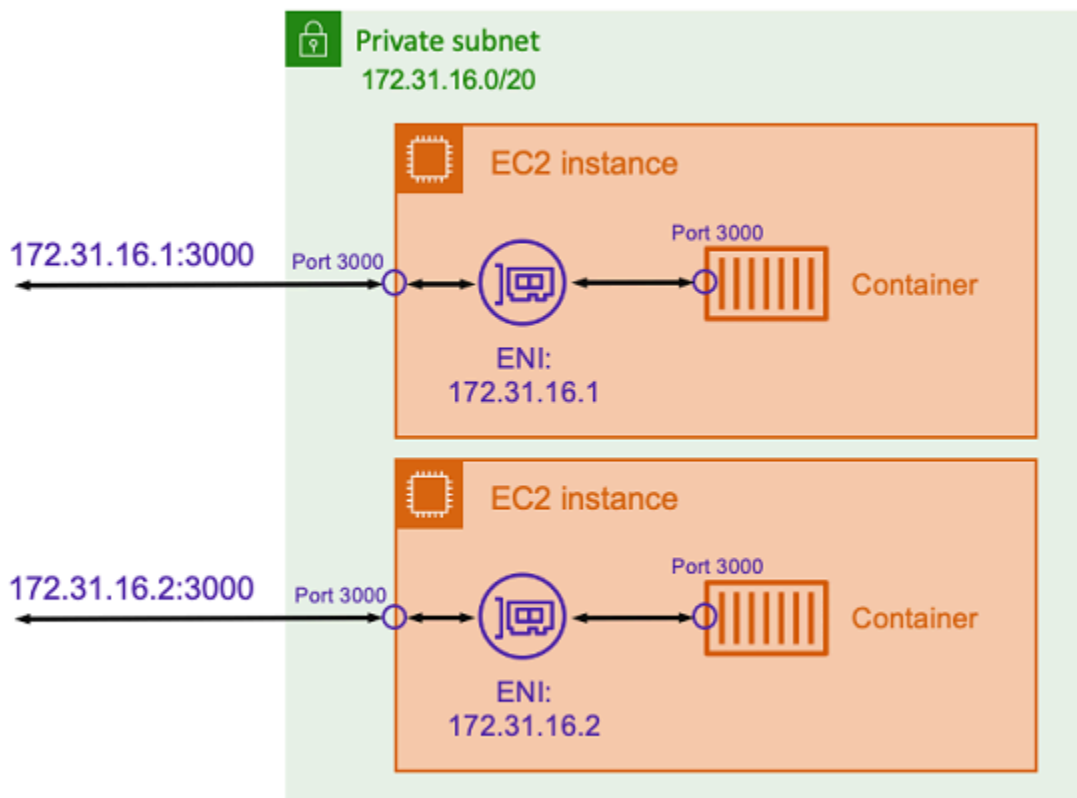 Private subnet
172.31.16.0/20
EC2 instance
172.31.16.1:3000
Port 3000
Port 3000
Container
ENI:
172.31.16.1
EC2 instance
172.31.16.2:3000
Port 3000
Port 3000
Container
ENI:
172.31.16.2